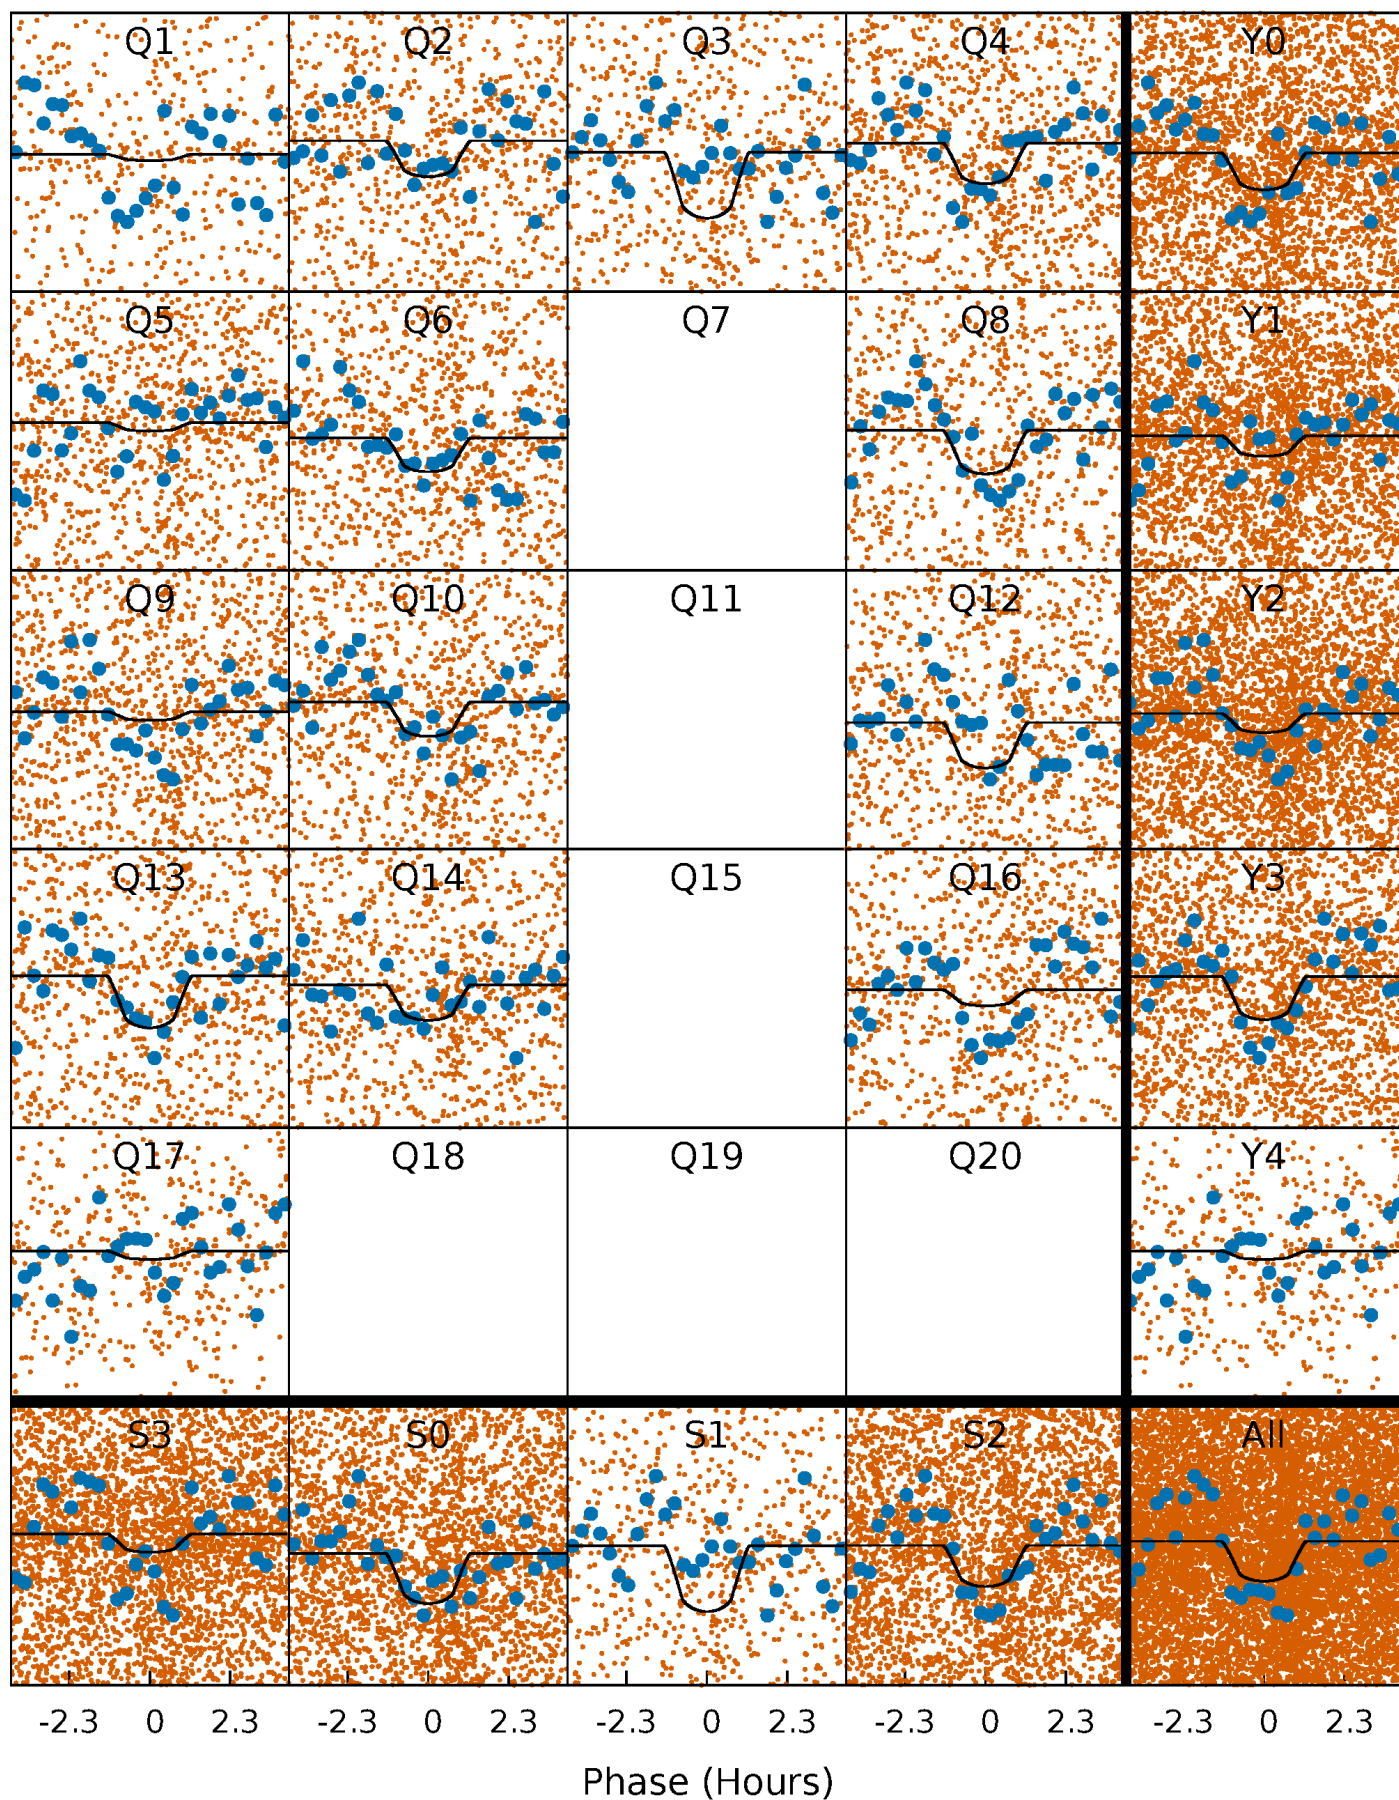 Q1 Q2 Q3 Q4 Y0
Q5 Q6 Q7 Q8 Y1
Q9 Q10 Q11 Q12 Y2
Q13 Q14 Q15 Q16 Y3
Q17 Q18 Q19 Q20 Y4
S3 S0 S1 S2 All
-2.3 0 2.3 -2.3 0 2.3 -2.3 0 2.3 -2.3 0 2.3 -2.3 0 2.3
Phase (Hours)